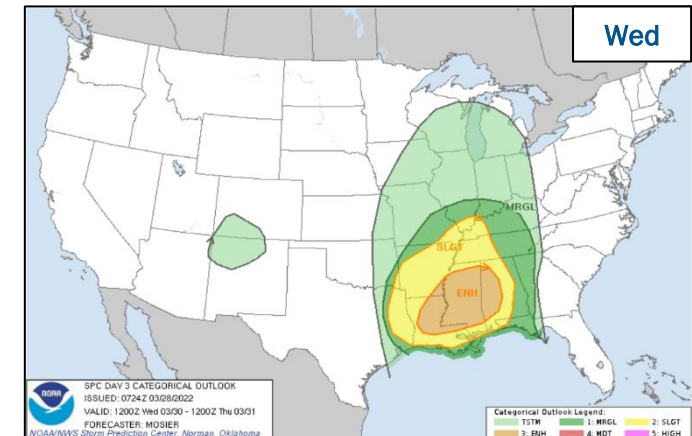 Wed
MRGL
SLGT
ENH
NOAA
SPC DAY 3 CATEGORICAL OUTLOOK
ISSUED: 0724Z 03/28/2022
VALID: 1200Z Wed 03/30 - 1200Z Thu 03/31
FORECASTER: MOSIER
NOAA/NWS Storm Prediction Center, Norman, Oklahoma
Categorical Outlook Legend:
TSTM 1: MRGL 2: SLGT
3: ENH 4: MDT 5: HIGH